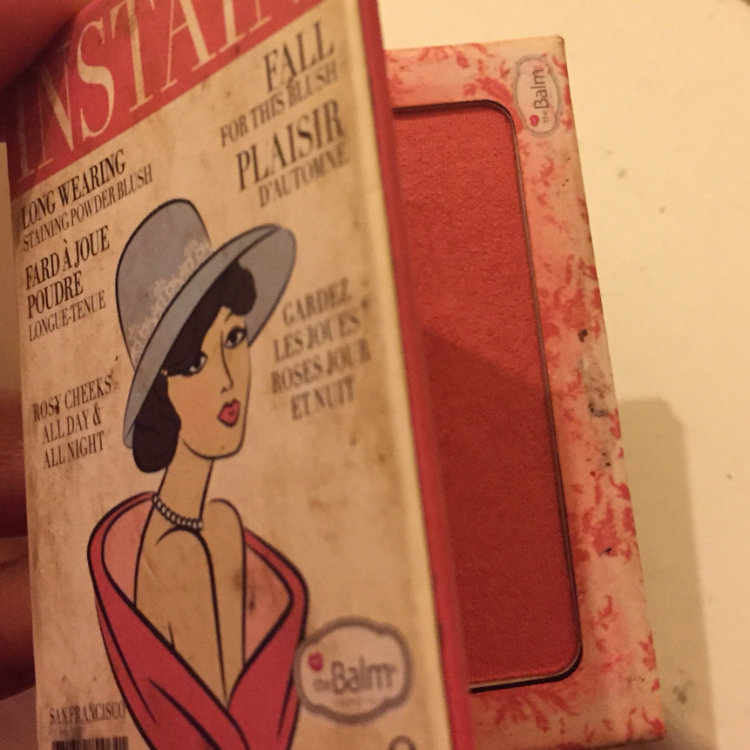 INSTAIN
FALL
FOR THIS BLUSH
PLAISIR
D'AUTOMNE
LONG WEARING
STAINING POWDER BLUSH
FARD À JOUE
POUDRE
LONGUE-TENUE
GARDEZ
LES JOUES
ROSES JOUR
ET NUIT
ROSY CHEEKS
ALL DAY &
ALL NIGHT
theBalm®
SAN FRANCISCO
theBalm